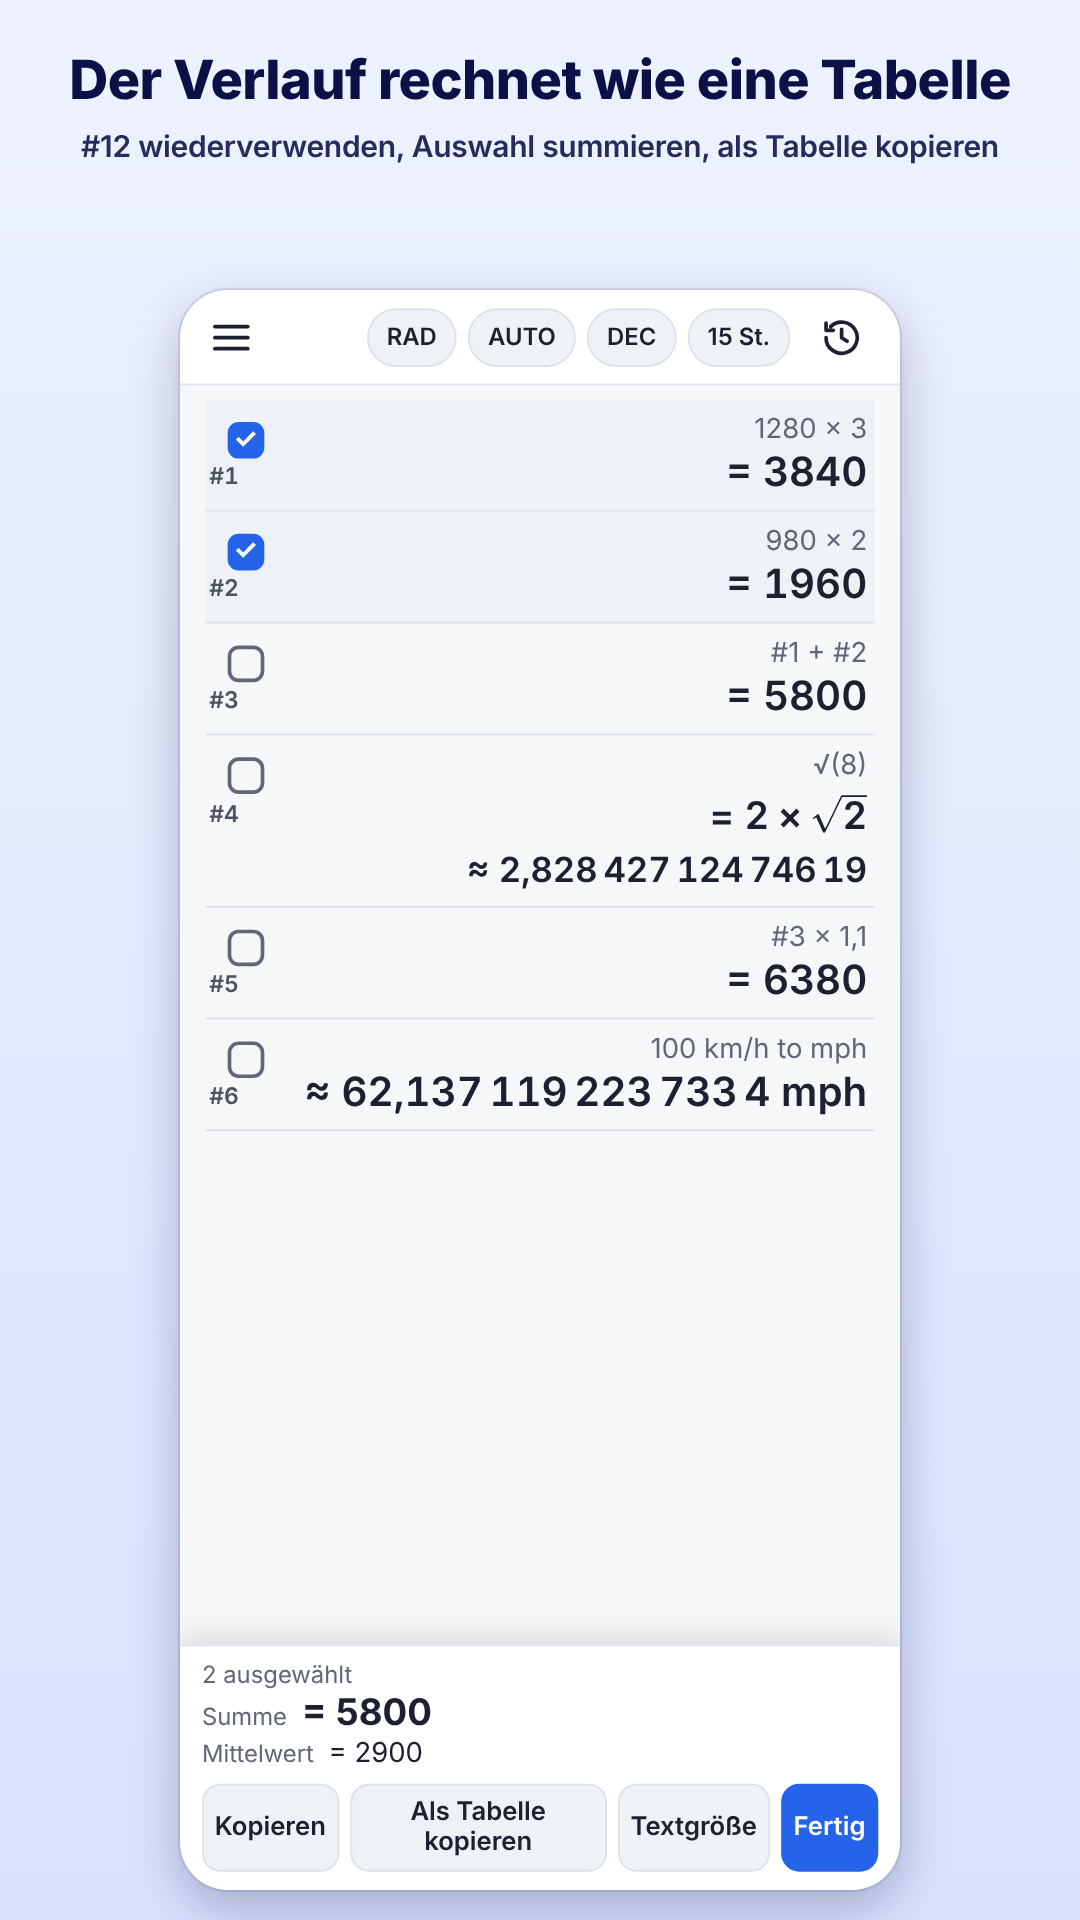 Der Verlauf rechnet wie eine Tabelle
#12 wiederverwenden, Auswahl summieren, als Tabelle kopieren
RAD AUTO DEC 15 St.
1280 × 3
#1 = 3840
980 × 2
#2 = 1960
#1 + #2
#3 = 5800
√(8)
#4 = 2 × √2
≈ 2,828 427 124 746 19
#3 × 1,1
#5 = 6380
100 km/h to mph
#6 ≈ 62,137 119 223 733 4 mph
2 ausgewählt
Summe = 5800
Mittelwert = 2900
Kopieren Als Tabelle kopieren Textgröße Fertig